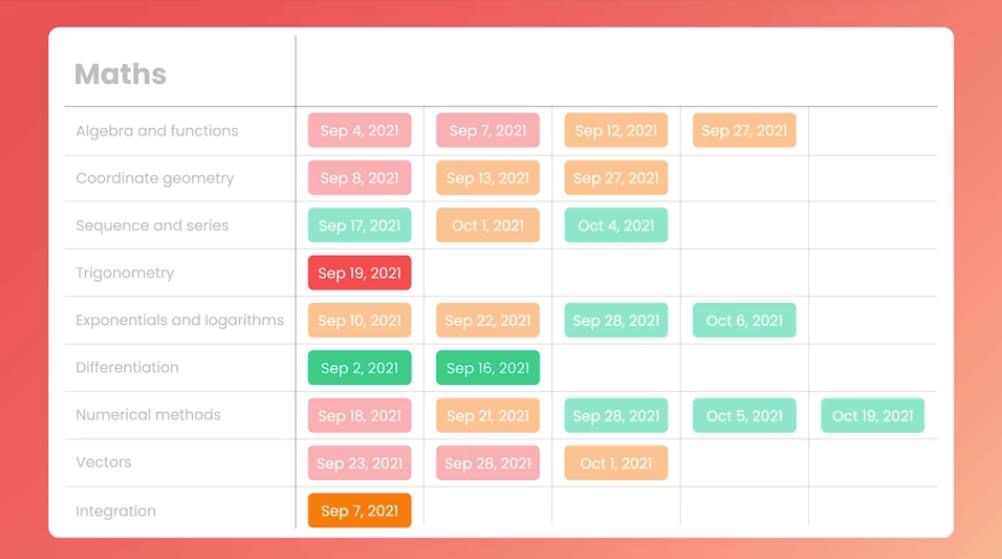 Maths
Algebra and functions Sep 4, 2021 Sep 7, 2021 Sep 12, 2021 Sep 27, 2021
Coordinate geometry Sep 8, 2021 Sep 13, 2021 Sep 27, 2021
Sequence and series Sep 17, 2021 Oct 1, 2021 Oct 4, 2021
Trigonometry Sep 19, 2021
Exponentials and logarithms Sep 10, 2021 Sep 22, 2021 Sep 28, 2021 Oct 6, 2021
Differentiation Sep 2, 2021 Sep 16, 2021
Numerical methods Sep 18, 2021 Sep 21, 2021 Sep 28, 2021 Oct 5, 2021 Oct 19, 2021
Vectors Sep 23, 2021 Sep 28, 2021 Oct 1, 2021
Integration Sep 7, 2021